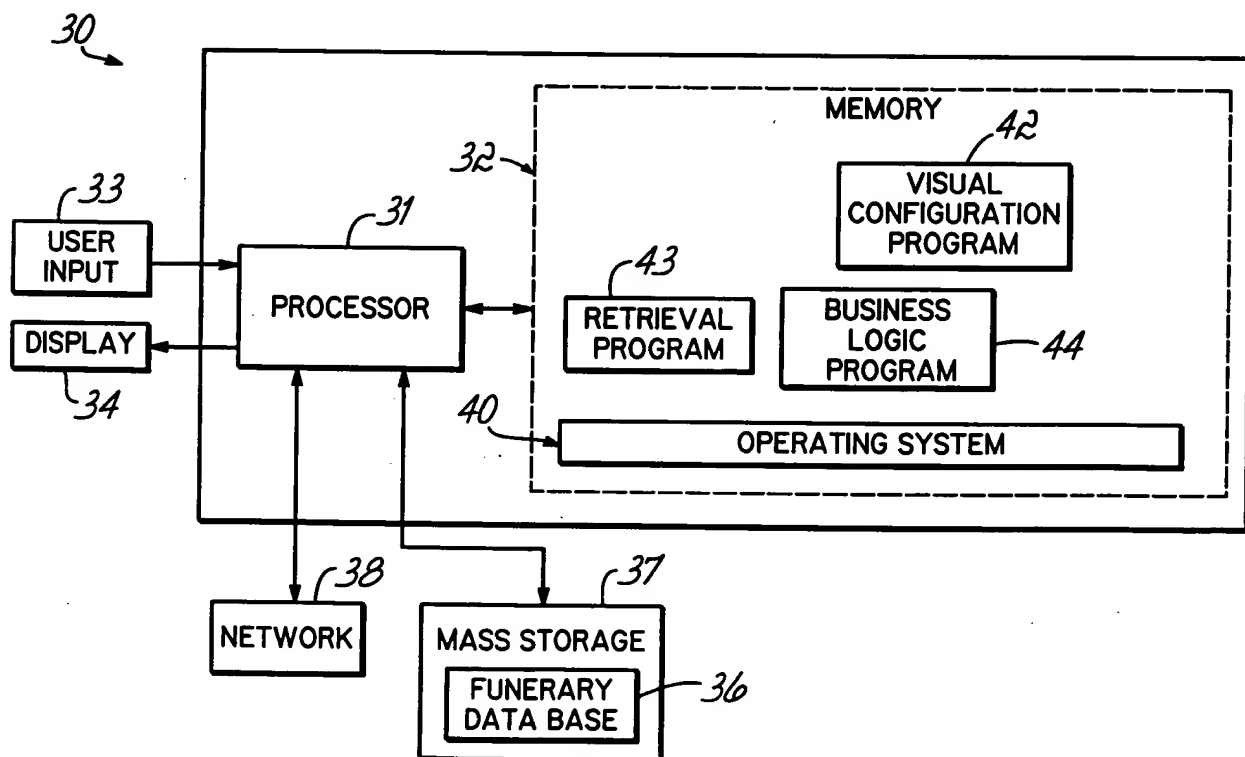 30
MEMORY
42
32
VISUAL
CONFIGURATION
PROGRAM
33
USER
INPUT
31
PROCESSOR
43
RETRIEVAL
PROGRAM
BUSINESS
LOGIC
PROGRAM
44
DISPLAY
34
40
OPERATING SYSTEM
38
NETWORK
37
MASS STORAGE
FUNERARY
DATA BASE
36